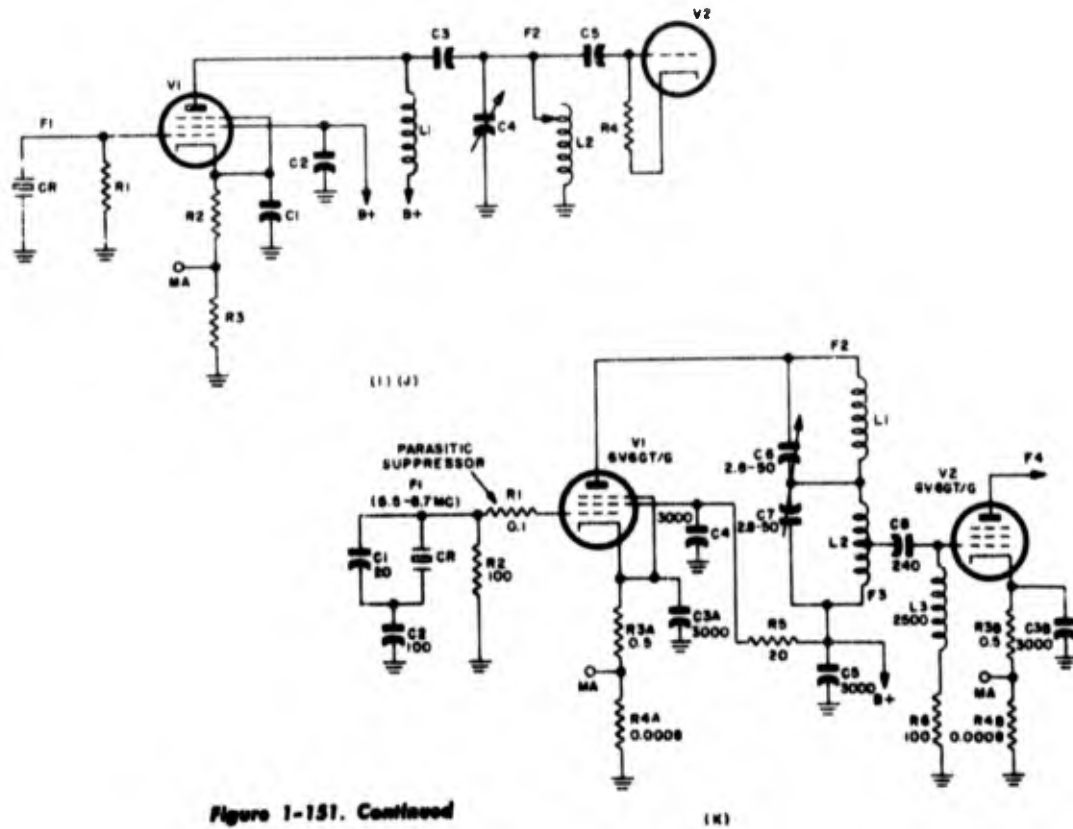 V2
C3
F2
C5
V1
F1
L1
C4
L2
R4
C2
CR
R1
R2
C1
B+
B+
MA
R3
(I) (J)
F2
L1
PARASITIC
SUPPRESSOR
V1
6V6GT/G
C6
2.8-50
V2
6V6GT/G
F4
F1
(6.5-8.7MC)
R1
0.1
3000
C4
C7
2.8-50
L2
C8
240
C1
20
CR
R2
100
F3
L3
2500
C2
100
R3A
0.5
C3A
3000
R5
20
R3B
0.5
C3B
3000
MA
C5
3000
B+
MA
R4A
0.0008
R6
100
R4B
0.0008
Figure 1-151. Continued
(K)